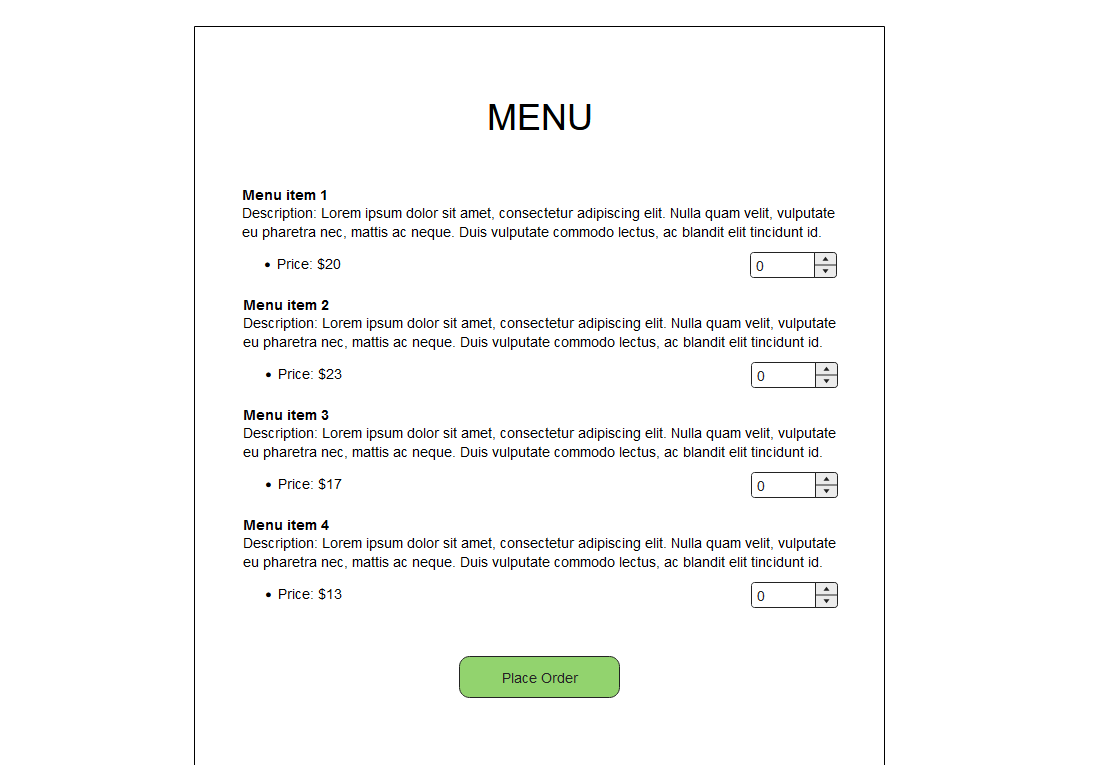 MENU
Menu item 1
Description: Lorem ipsum dolor sit amet, consectetur adipiscing elit. Nulla quam velit, vulputate
eu pharetra nec, mattis ac neque. Duis vulputate commodo lectus, ac blandit elit tincidunt id.
• Price: $20 0
Menu item 2
Description: Lorem ipsum dolor sit amet, consectetur adipiscing elit. Nulla quam velit, vulputate
eu pharetra nec, mattis ac neque. Duis vulputate commodo lectus, ac blandit elit tincidunt id.
• Price: $23 0
Menu item 3
Description: Lorem ipsum dolor sit amet, consectetur adipiscing elit. Nulla quam velit, vulputate
eu pharetra nec, mattis ac neque. Duis vulputate commodo lectus, ac blandit elit tincidunt id.
• Price: $17 0
Menu item 4
Description: Lorem ipsum dolor sit amet, consectetur adipiscing elit. Nulla quam velit, vulputate
eu pharetra nec, mattis ac neque. Duis vulputate commodo lectus, ac blandit elit tincidunt id.
• Price: $13 0
Place Order